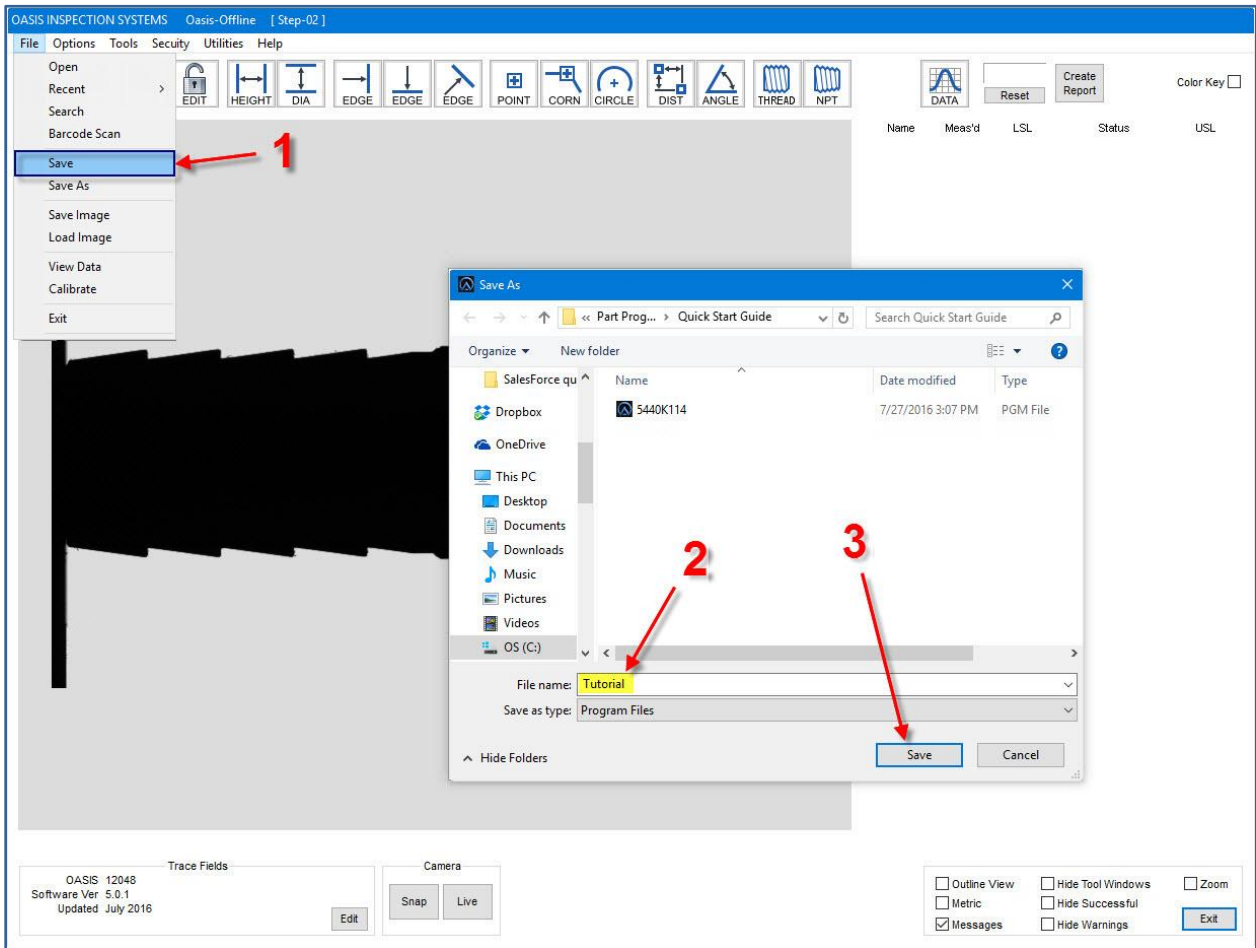 OASIS INSPECTION SYSTEMS Oasis-Offline [ Step-02 ]
File Options Tools Secuity Utilities Help
Open
Recent >
Search
Barcode Scan
Save
Save As
Save Image
Load Image
View Data
Calibrate
Exit
1
EDIT HEIGHT DIA EDGE EDGE EDGE POINT CORN CIRCLE DIST ANGLE THREAD NPT DATA Reset Create Report Color Key
Name Meas'd LSL Status USL
Save As
« Part Prog... > Quick Start Guide Search Quick Start Guide
Organize New folder
Name Date modified Type
SalesForce qu
Dropbox
OneDrive
This PC
Desktop
Documents
Downloads
Music
Pictures
Videos
OS (C:)
5440K114 7/27/2016 3:07 PM PGM File
2
3
File name: Tutorial
Save as type: Program Files
Hide Folders Save Cancel
Trace Fields
OASIS 12048
Software Ver 5.0.1
Updated July 2016
Edit
Camera
Snap Live
Outline View Hide Tool Windows Zoom
Metric Hide Successful
Messages Hide Warnings Exit